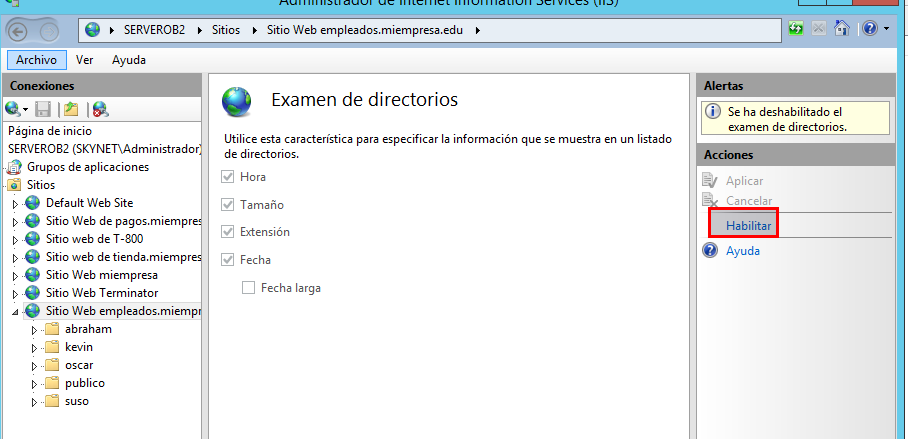 Administrador de Internet Information Services (IIS)
SERVEROB2 Sitios Sitio Web empleados.miempresa.edu
Archivo Ver Ayuda
Conexiones
Página de inicio
SERVEROB2 (SKYNET\Administrador)
Grupos de aplicaciones
Sitios
Default Web Site
Sitio Web de pagos.miempres
Sitio web de T-800
Sitio web de tienda.miempres
Sitio Web miempresa
Sitio Web Terminator
Sitio Web empleados.miempr
abraham
kevin
oscar
publico
suso
Examen de directorios
Utilice esta característica para especificar la información que se muestra en un listado
de directorios.
Hora
Tamaño
Extensión
Fecha
Fecha larga
Alertas
Se ha deshabilitado el
examen de directorios.
Acciones
Aplicar
Cancelar
Habilitar
Ayuda